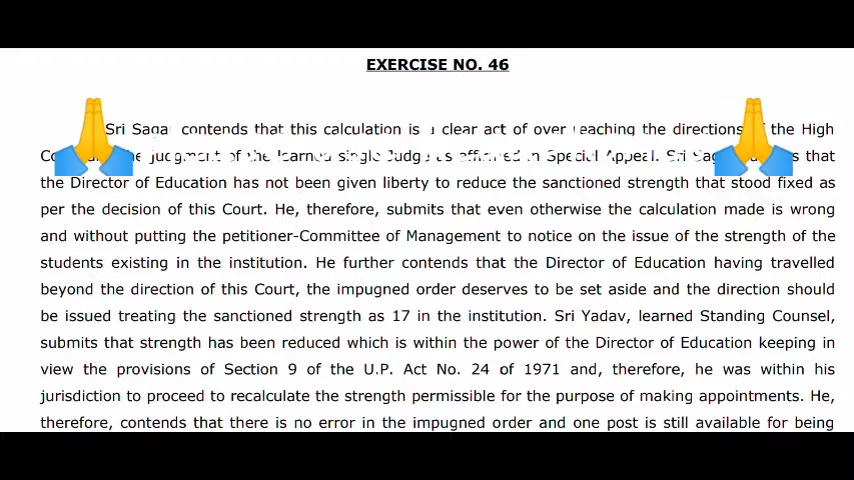 EXERCISE NO. 46
Sri Sagar contends that this calculation is a clear act of over reaching the directions of the High
the judgment of the learned single Judge as affirmed in Special Appeal. Sri that
the Director of Education has not been given liberty to reduce the sanctioned strength that stood fixed as
per the decision of this Court. He, therefore, submits that even otherwise the calculation made is wrong
and without putting the petitioner-Committee of Management to notice on the issue of the strength of the
students existing in the institution. He further contends that the Director of Education having travelled
beyond the direction of this Court, the impugned order deserves to be set aside and the direction should
be issued treating the sanctioned strength as 17 in the institution. Sri Yadav, learned Standing Counsel,
submits that strength has been reduced which is within the power of the Director of Education keeping in
view the provisions of Section 9 of the U.P. Act No. 24 of 1971 and, therefore, he was within his
jurisdiction to proceed to recalculate the strength permissible for the purpose of making appointments. He,
therefore, contends that there is no error in the impugned order and one post is still available for being